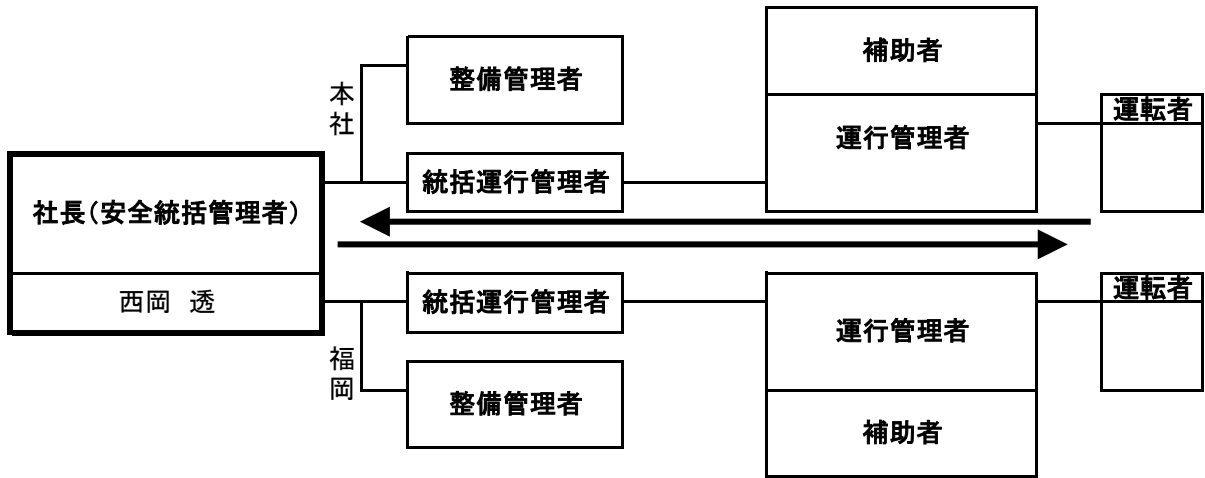 補助者
整備管理者
本社
運行管理者
運転者
統括運行管理者
社長（安全統括管理者）
西岡　透
統括運行管理者
運転者
運行管理者
福岡
整備管理者
補助者